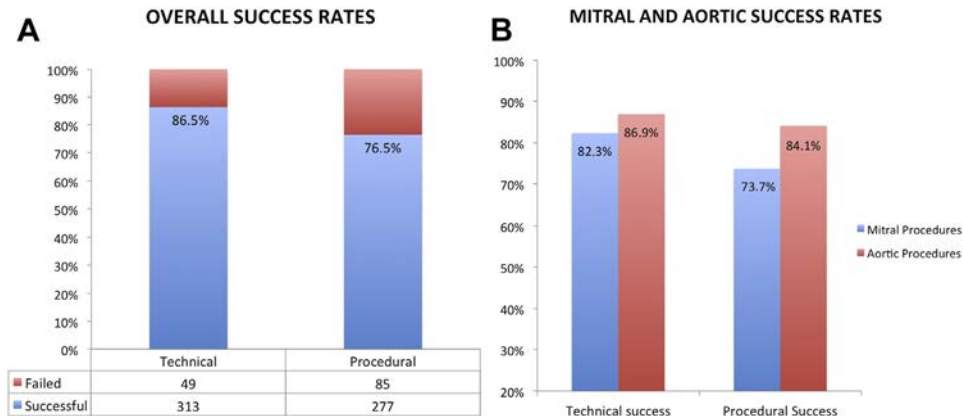 A
OVERALL SUCCESS RATES
100%
90%
80%
70%
60%
50%
40%
30%
20%
10%
0%
86.5%
76.5%
Technical Procedural
Failed 49 85
Successful 313 277
B
MITRAL AND AORTIC SUCCESS RATES
100%
90%
80%
70%
60%
50%
40%
30%
20%
82.3%
86.9%
73.7%
84.1%
Technical success Procedural Success
Mitral Procedures
Aortic Procedures